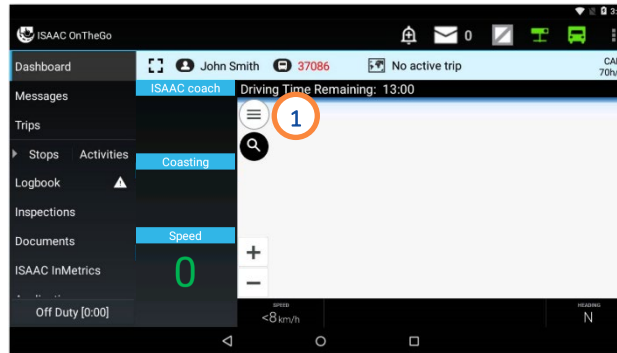 3:
ISAAC OnTheGo
0
Dashboard
John Smith
37086
No active trip
CAN
70h/
Messages
ISAAC coach
Driving Time Remaining: 13:00
1
Trips
Stops
Activities
Coasting
Logbook
Inspections
Documents
Speed
0
+
−
ISAAC InMetrics
Off Duty [0:00]
SPEED
<8 km/h
HEADING
N